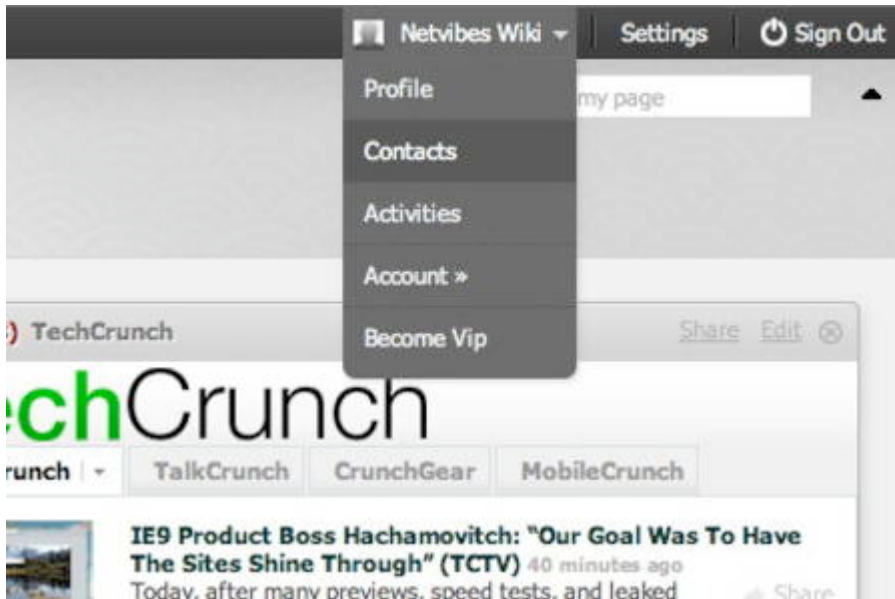 Netvibes Wiki
Settings
Sign Out
Profile
my page
Contacts
Activities
Account »
Become Vip
) TechCrunch
Share Edit
echCrunch
runch
TalkCrunch
CrunchGear
MobileCrunch
IE9 Product Boss Hachamovitch: “Our Goal Was To Have
The Sites Shine Through” (TCTV) 40 minutes ago
Today, after many previews, speed tests, and leaked
Share